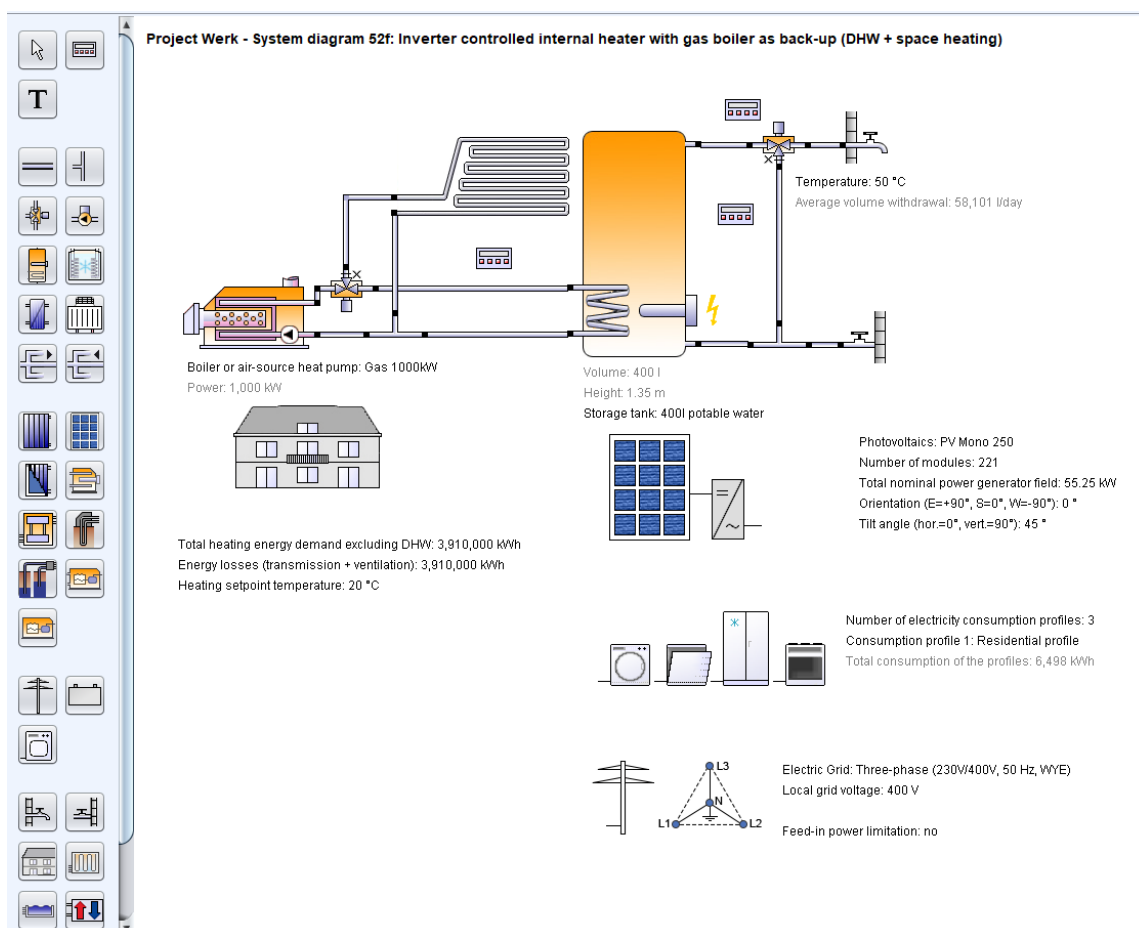 Project Werk - System diagram 52f: Inverter controlled internal heater with gas boiler as back-up (DHW + space heating)
T
Temperature: 50 °C
Average volume withdrawal: 58,101 l/day
Boiler or air-source heat pump: Gas 1000kW
Power: 1,000 kW
Volume: 400 l
Height: 1.35 m
Storage tank: 400l potable water
Photovoltaics: PV Mono 250
Number of modules: 221
Total nominal power generator field: 55.25 kW
Orientation (E=+90°, S=0°, W=-90°): 0 °
Tilt angle (hor.=0°, vert.=90°): 45 °
Total heating energy demand excluding DHW: 3,910,000 kWh
Energy losses (transmission + ventilation): 3,910,000 kWh
Heating setpoint temperature: 20 °C
Number of electricity consumption profiles: 3
Consumption profile 1: Residential profile
Total consumption of the profiles: 6,498 kWh
L3
N
L1
L2
Electric Grid: Three-phase (230V/400V, 50 Hz, WYE)
Local grid voltage: 400 V
Feed-in power limitation: no